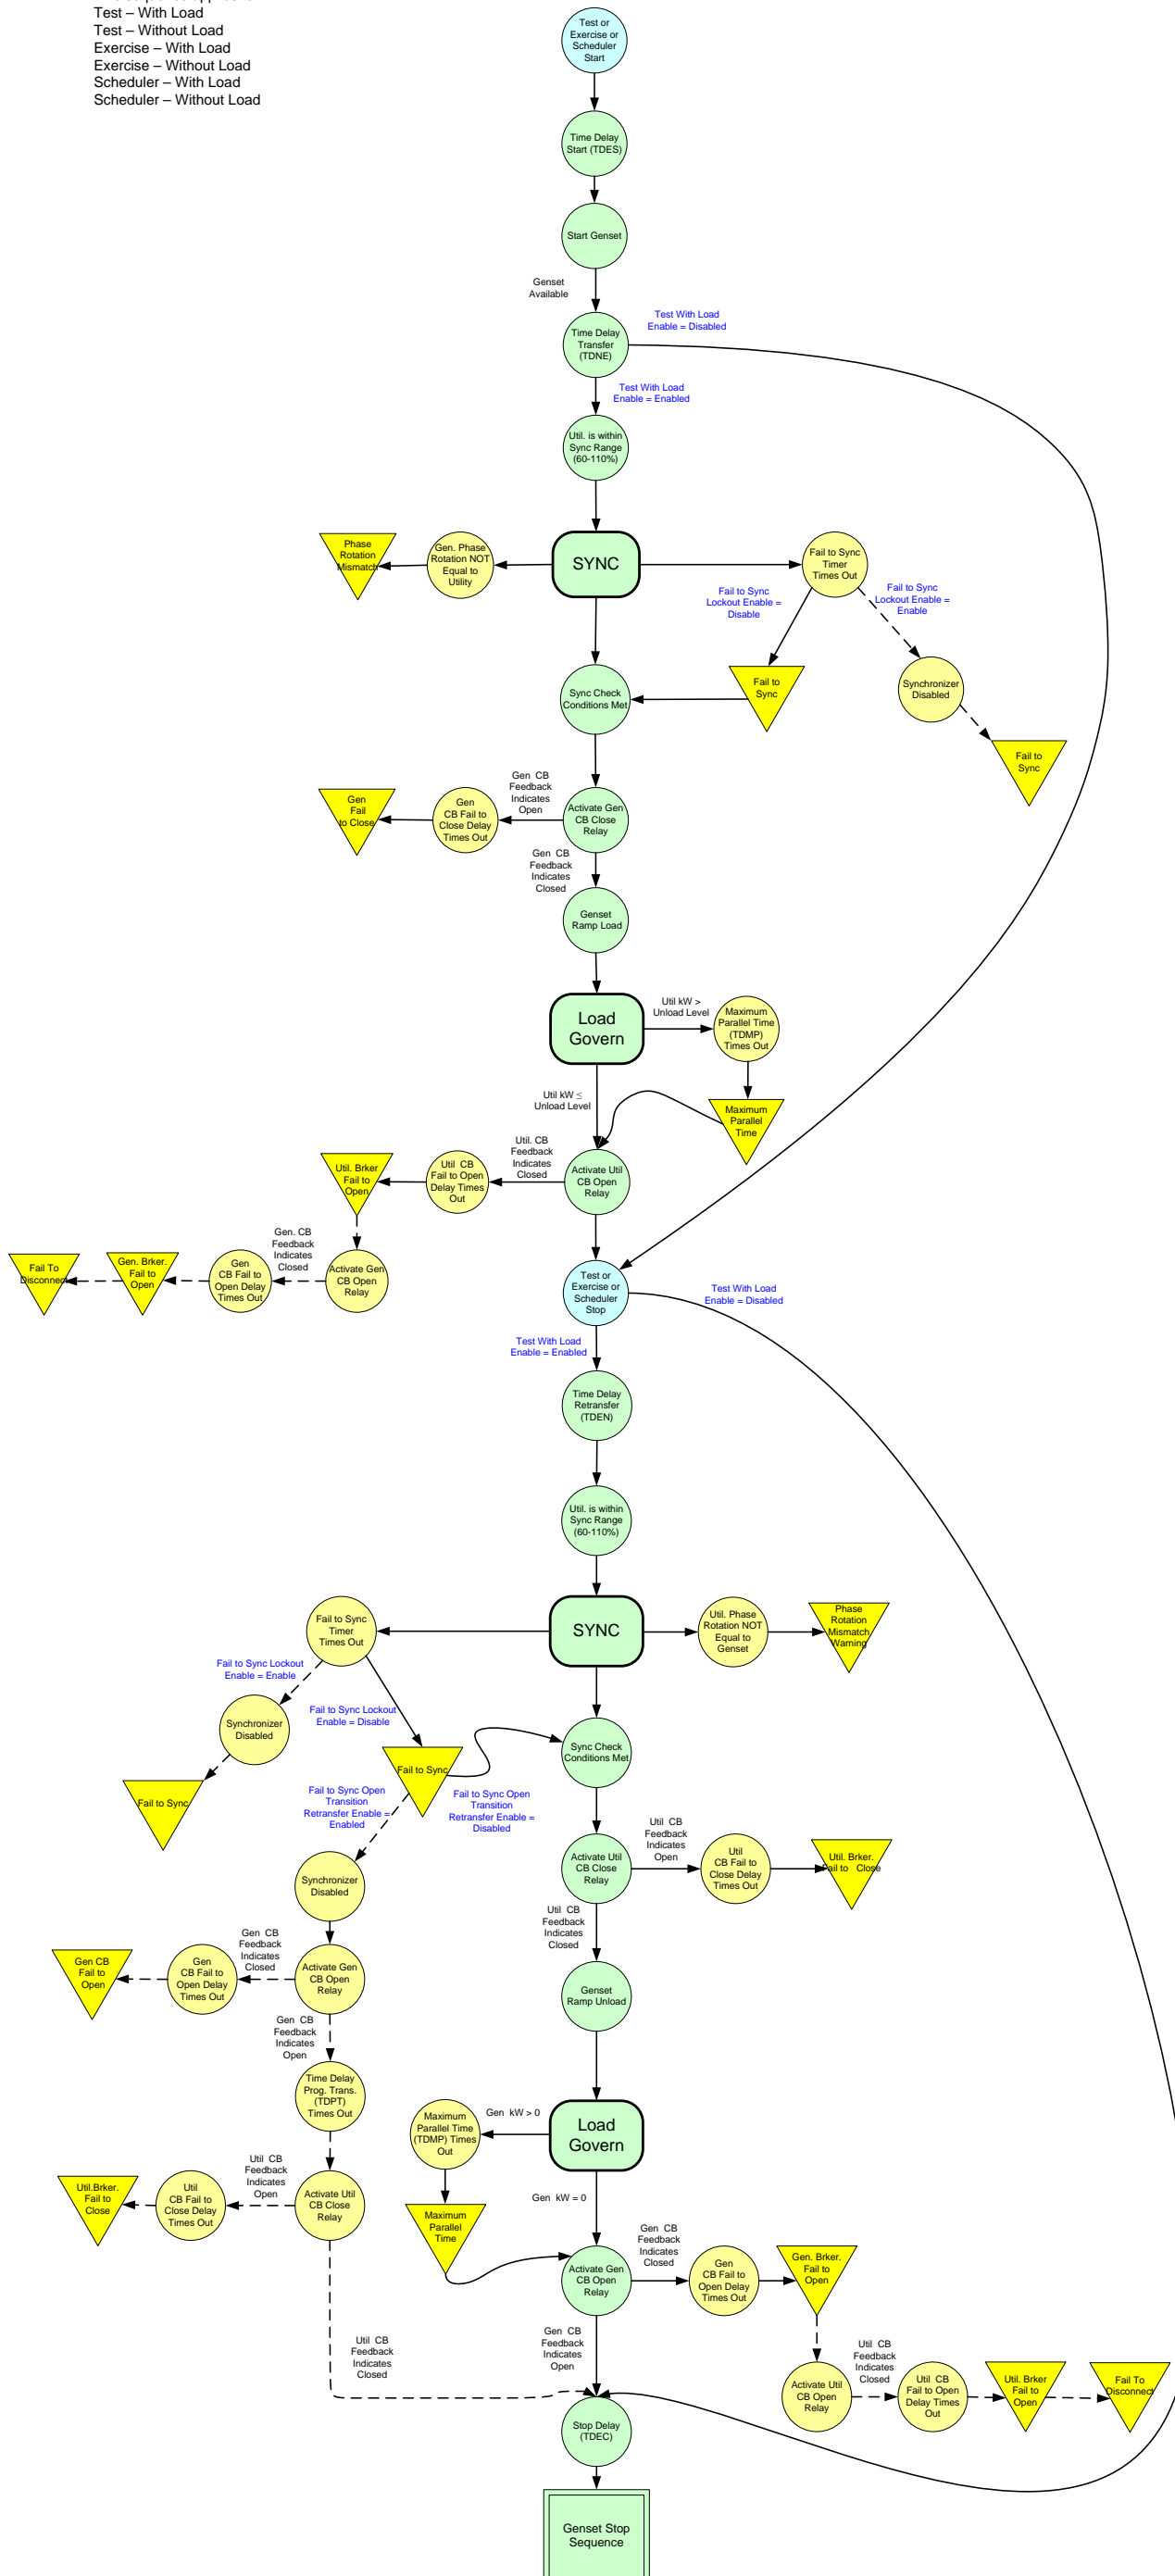 Test – With Load
Test – Without Load
Exercise – With Load
Exercise – Without Load
Scheduler – With Load
Scheduler – Without Load
Test or
Exercise or
Scheduler
Start
Time Delay
Start (TDES)
Start Genset
Genset
Available
Time Delay
Transfer
(TDNE)
Test With Load
Enable = Disabled
Test With Load
Enable = Enabled
Util. is within
Sync Range
(60-110%)
Phase
Rotation
Mismatch
Gen. Phase
Rotation NOT
Equal to
Utility
SYNC
Fail to Sync
Timer
Times Out
Fail to Sync
Lockout Enable =
Disable
Fail to Sync
Lockout Enable =
Enable
Sync Check
Conditions Met
Fail to
Sync
Synchronizer
Disabled
Fail to
Sync
Gen
Fail
to Close
Gen
CB Fail to
Close Delay
Times Out
Gen CB
Feedback
Indicates
Open
Activate Gen
CB Close
Relay
Gen CB
Feedback
Indicates
Closed
Genset
Ramp Load
Load
Govern
Util kW >
Unload Level
Maximum
Parallel Time
(TDMP)
Times Out
Util kW ≤
Unload Level
Maximum
Parallel
Time
Util. Brker
Fail to
Open
Util CB
Fail to Open
Delay Times
Out
Util. CB
Feedback
Indicates
Closed
Activate Util
CB Open
Relay
Fail To
Disconnect
Gen. Brker.
Fail to
Open
Gen
CB Fail to
Open Delay
Times Out
Gen. CB
Feedback
Indicates
Closed
Activate Gen
CB Open
Relay
Test or
Exercise or
Scheduler
Stop
Test With Load
Enable = Disabled
Test With Load
Enable = Enabled
Time Delay
Retransfer
(TDEN)
Util. is within
Sync Range
(60-110%)
Fail to Sync
Timer
Times Out
SYNC
Util. Phase
Rotation NOT
Equal to
Genset
Phase
Rotation
Mismatch
Warning
Fail to Sync Lockout
Enable = Enable
Fail to Sync Lockout
Enable = Disable
Synchronizer
Disabled
Fail to Sync
Fail to Sync
Sync Check
Conditions Met
Fail to Sync Open
Transition
Retransfer Enable =
Enabled
Fail to Sync Open
Transition
Retransfer Enable =
Disabled
Synchronizer
Disabled
Activate Util
CB Close
Relay
Util CB
Feedback
Indicates
Open
Util
CB Fail to
Close Delay
Times Out
Util. Brker.
Fail to Close
Util CB
Feedback
Indicates
Closed
Gen CB
Fail to
Open
Gen
CB Fail to
Open Delay
Times Out
Gen CB
Feedback
Indicates
Closed
Activate Gen
CB Open
Relay
Genset
Ramp Unload
Gen CB
Feedback
Indicates
Open
Time Delay
Prog. Trans.
(TDPT)
Times Out
Maximum
Parallel Time
(TDMP) Times
Out
Gen kW > 0
Load
Govern
Util.Brker.
Fail to
Close
Util
CB Fail to
Close Delay
Times Out
Util CB
Feedback
Indicates
Open
Activate Util
CB Close
Relay
Gen kW = 0
Maximum
Parallel
Time
Activate Gen
CB Open
Relay
Gen CB
Feedback
Indicates
Closed
Gen
CB Fail to
Open Delay
Times Out
Gen. Brker.
Fail to
Open
Util CB
Feedback
Indicates
Closed
Gen CB
Feedback
Indicates
Open
Activate Util
CB Open
Relay
Util CB
Feedback
Indicates
Closed
Util CB
Fail to Open
Delay Times
Out
Util. Brker
Fail to
Open
Fail To
Disconnect
Stop Delay
(TDEC)
Genset Stop
Sequence